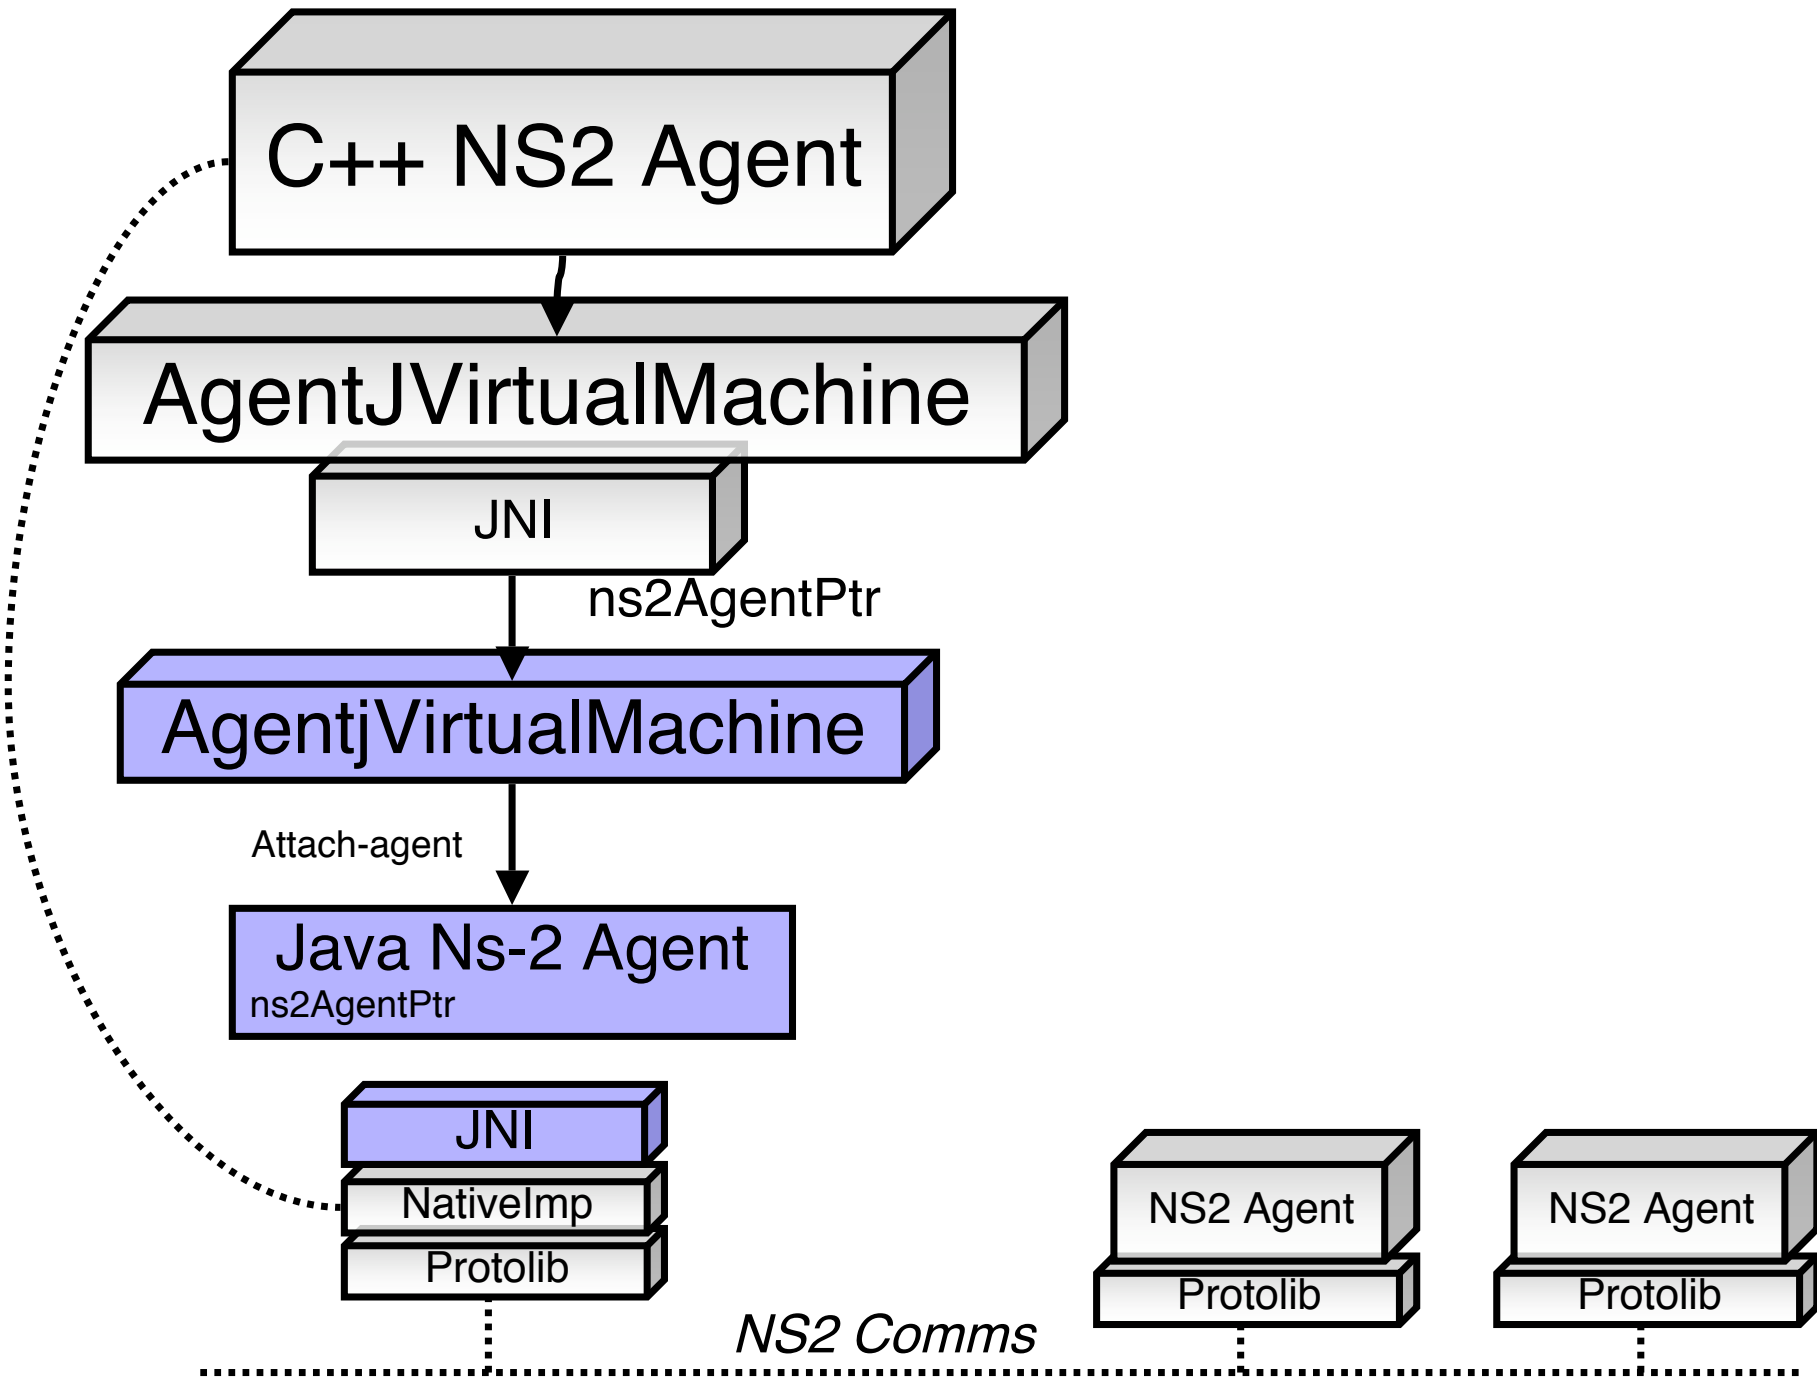 C++ NS2 Agent
AgentJVirtualMachine
JNI
ns2AgentPtr
AgentjVirtualMachine
Attach-agent
Java Ns-2 Agent
ns2AgentPtr
JNI
NativeImp
Protolib
NS2 Agent
Protolib
NS2 Agent
Protolib
NS2 Comms